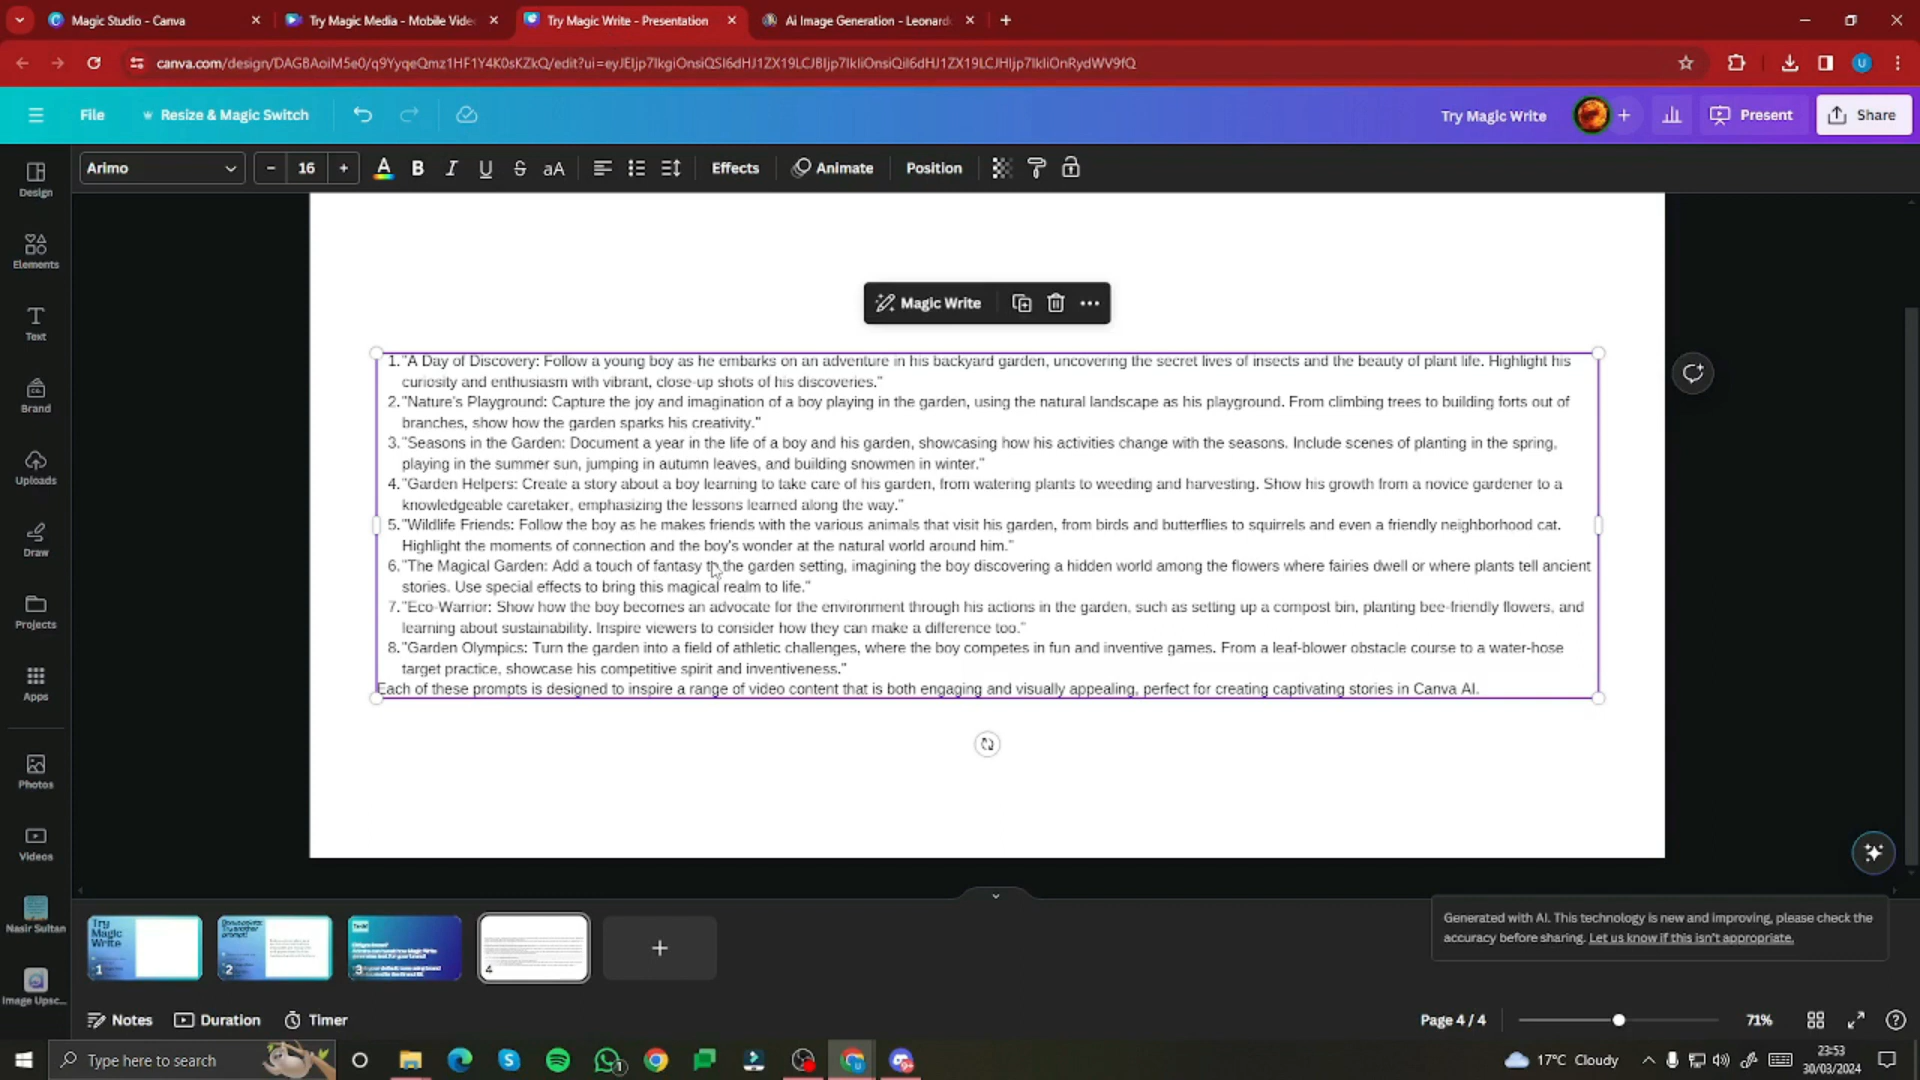 Magic Studio - Canva
Try Magic Media - Mobile Vide
Try Magic Write - Presentation
Ai Image Generation - Leonard
File
Resize & Magic Switch
Try Magic Write
Present
Share
Arimo
16
aA
Effects
Animate
Position
Design
Elements
Text
Brand
Uploads
Draw
Projects
Apps
Photos
Videos
Nasir Sultan
Image Upsc...
Magic Write
1. "A Day of Discovery: Follow a young boy as he embarks on an adventure in his backyard garden, uncovering the secret lives of insects and the beauty of plant life. Highlight his
curiosity and enthusiasm with vibrant, close-up shots of his discoveries."
2. "Nature's Playground: Capture the joy and imagination of a boy playing in the garden, using the natural landscape as his playground. From climbing trees to building forts out of
branches, show how the garden sparks his creativity."
3. "Seasons in the Garden: Document a year in the life of a boy and his garden, showcasing how his activities change with the seasons. Include scenes of planting in the spring,
playing in the summer sun, jumping in autumn leaves, and building snowmen in winter."
4. "Garden Helpers: Create a story about a boy learning to take care of his garden, from watering plants to weeding and harvesting. Show his growth from a novice gardener to a
knowledgeable caretaker, emphasizing the lessons learned along the way."
5. "Wildlife Friends: Follow the boy as he makes friends with the various animals that visit his garden, from birds and butterflies to squirrels and even a friendly neighborhood cat.
Highlight the moments of connection and the boy's wonder at the natural world around him."
6. "The Magical Garden: Add a touch of fantasy to the garden setting, imagining the boy discovering a hidden world among the flowers where fairies dwell or where plants tell ancient
stories. Use special effects to bring this magical realm to life."
7. "Eco-Warrior: Show how the boy becomes an advocate for the environment through his actions in the garden, such as setting up a compost bin, planting bee-friendly flowers, and
learning about sustainability. Inspire viewers to consider how they can make a difference too."
8. "Garden Olympics: Turn the garden into a field of athletic challenges, where the boy competes in fun and inventive games. From a leaf-blower obstacle course to a water-hose
target practice, showcase his competitive spirit and inventiveness."
Each of these prompts is designed to inspire a range of video content that is both engaging and visually appealing, perfect for creating captivating stories in Canva AI.
Generated with AI. This technology is new and improving, please check the
accuracy before sharing. Let us know if this isn't appropriate.
Try
Magic
Write
1
2
3
4
Notes
Duration
Timer
Page 4 / 4
71%
Type here to search
17°C Cloudy
23:53
30/03/2024